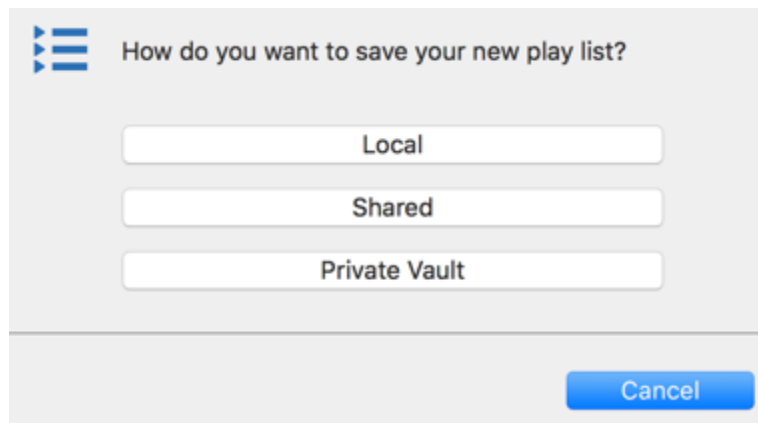 How do you want to save your new play list?
Local
Shared
Private Vault
Cancel